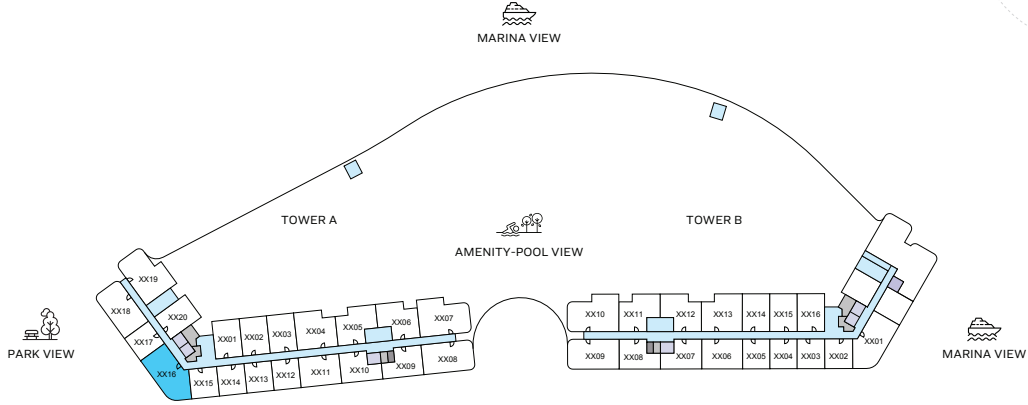 MARINA VIEW
TOWER A
TOWER B
AMENITY-POOL VIEW
PARK VIEW
MARINA VIEW
XX19
XX18
XX20
XX17
XX16
XX01
XX02
XX03
XX04
XX05
XX06
XX07
XX15
XX14
XX13
XX12
XX11
XX10
XX09
XX08
XX10
XX11
XX12
XX13
XX14
XX15
XX16
XX09
XX08
XX07
XX06
XX05
XX04
XX03
XX02
XX01